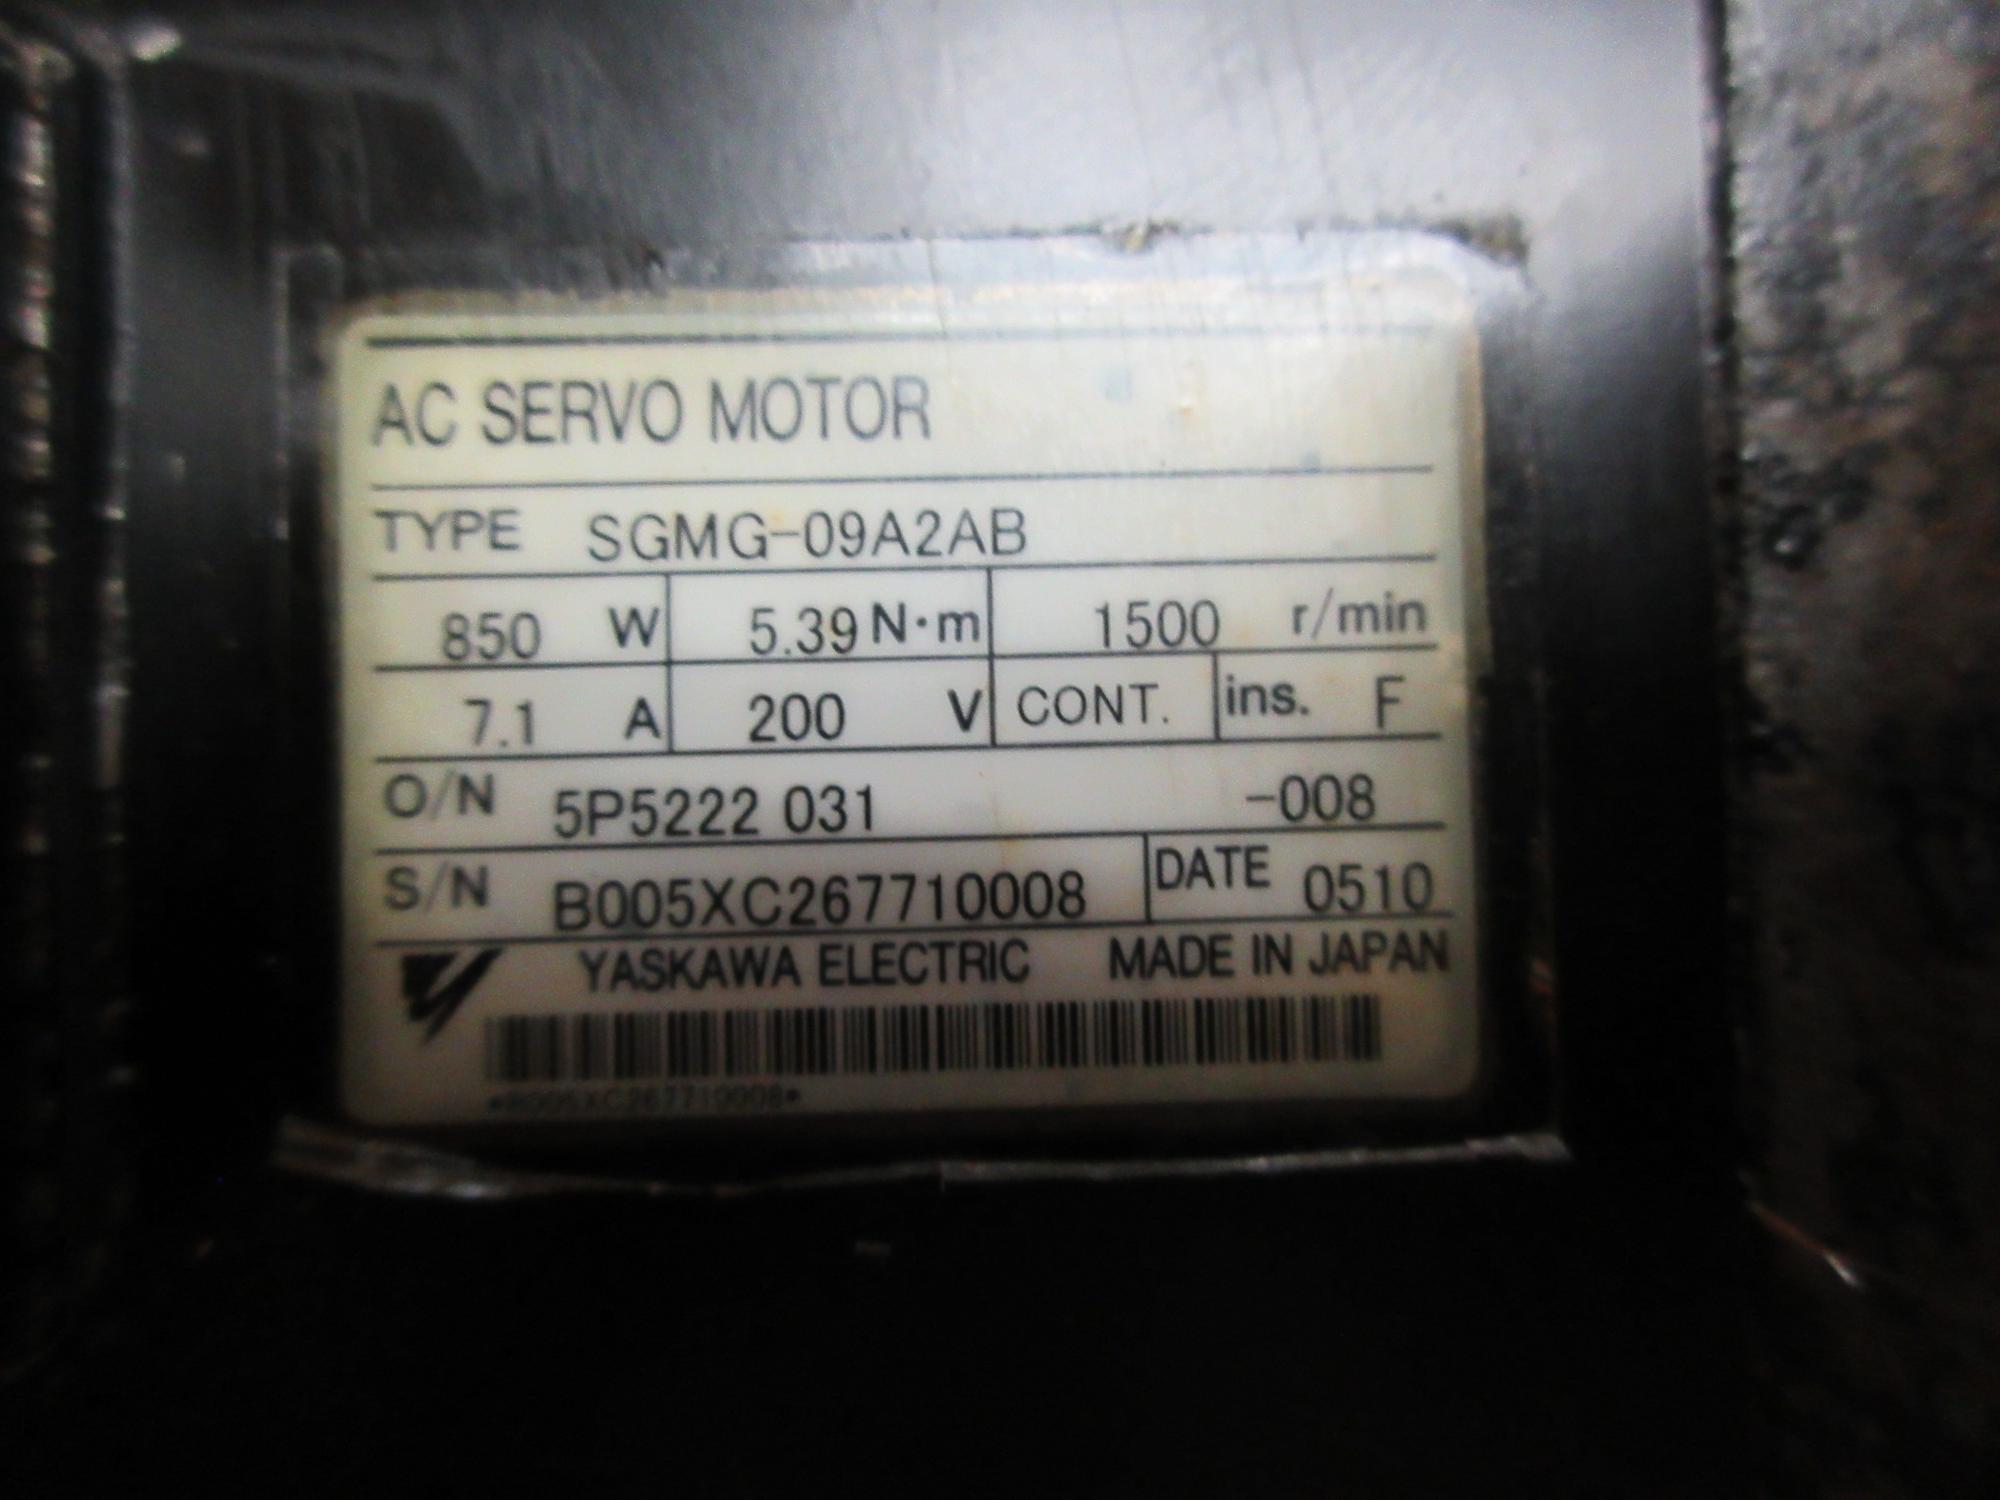 AC SERVO MOTOR
TYPE SGMG-09A2AB
850 W 5.39 N·m 1500 r/min
7.1 A 200 V CONT. ins. F
O/N 5P5222 031 -008
S/N B005XC267710008 DATE 0510
YASKAWA ELECTRIC MADE IN JAPAN
*B005XC267710008*